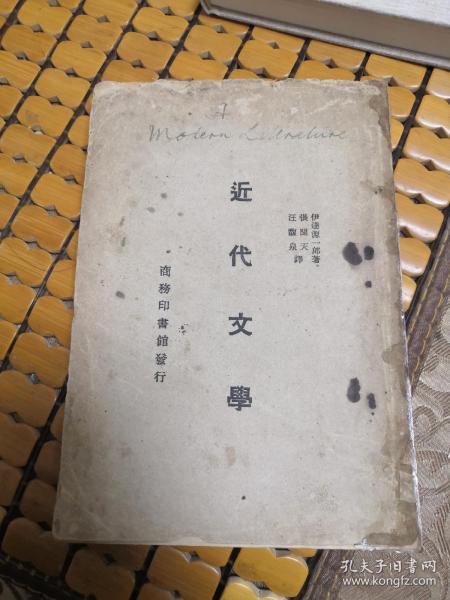 A
Modern Literature
伊達源一郎著
張聞天
汪馥泉譯
近代文學
商務印書館發行
孔夫子旧书网
www.kongfz.com